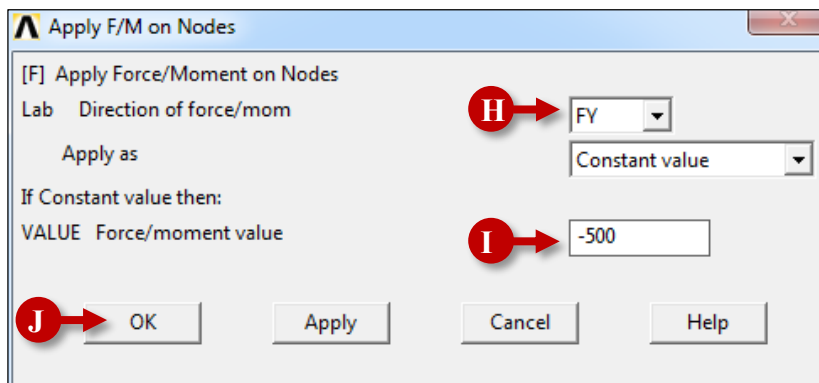 Apply F/M on Nodes
[F] Apply Force/Moment on Nodes
Lab Direction of force/mom H FY
Apply as Constant value
If Constant value then:
VALUE Force/moment value I -500
J OK Apply Cancel Help